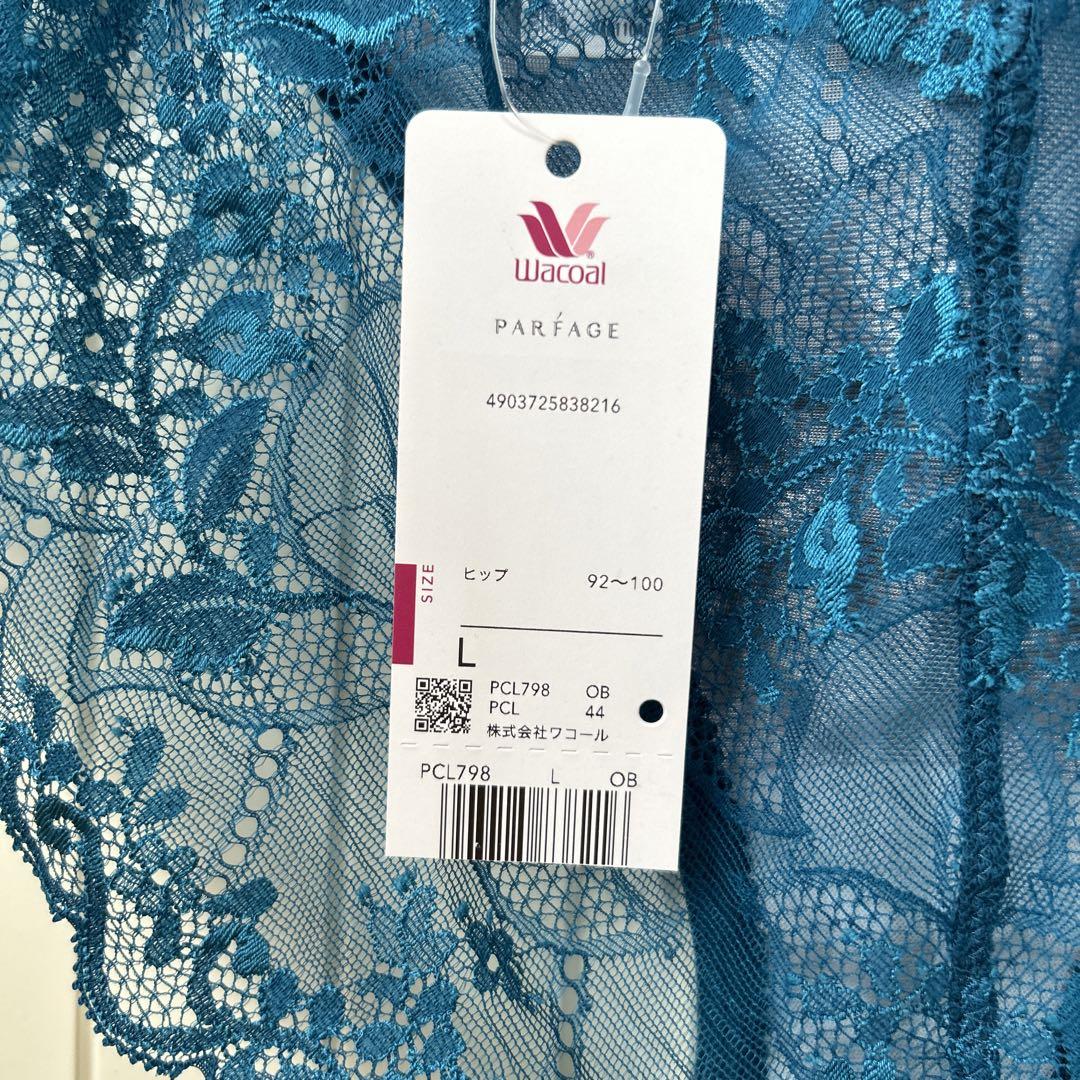 Wacoal
PARFAGE
4903725838216
SIZE
ヒップ 92〜100
L
PCL798 OB
PCL 44
株式会社ワコール
PCL798 L OB